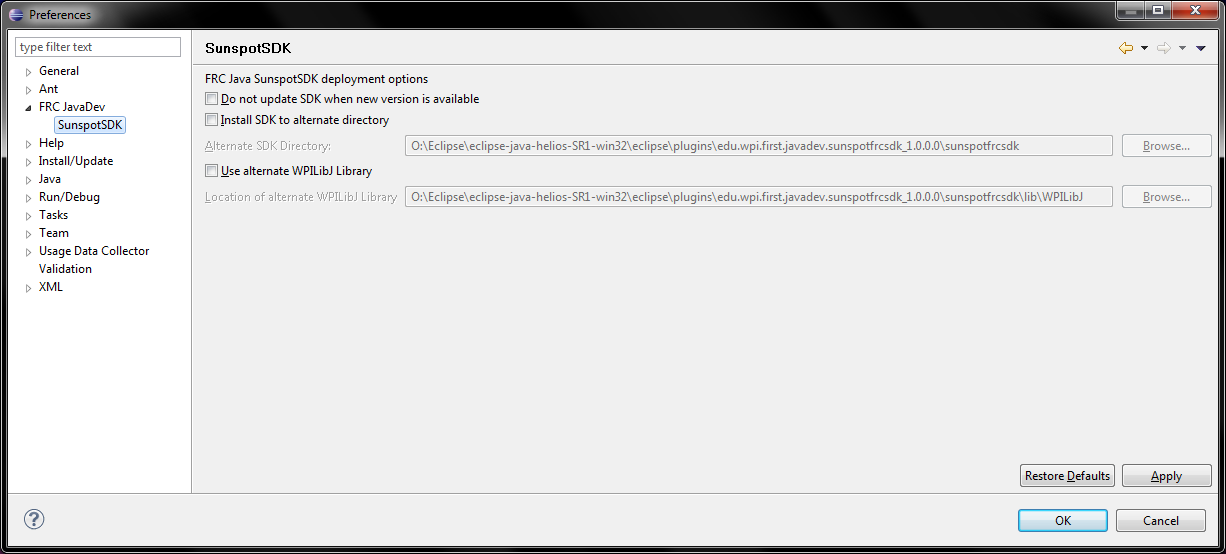 Preferences
type filter text
General
Ant
FRC JavaDev
SunspotSDK
Help
Install/Update
Java
Run/Debug
Tasks
Team
Usage Data Collector
Validation
XML
SunspotSDK
FRC Java SunspotSDK deployment options
Do not update SDK when new version is available
Install SDK to alternate directory
Alternate SDK Directory: O:\Eclipse\eclipse-java-helios-SR1-win32\eclipse\plugins\edu.wpi.first.javadev.sunspotfrcsdk_1.0.0.0\sunspotfrcsdk Browse...
Use alternate WPILibJ Library
Location of alternate WPILibJ Library O:\Eclipse\eclipse-java-helios-SR1-win32\eclipse\plugins\edu.wpi.first.javadev.sunspotfrcsdk_1.0.0.0\sunspotfrcsdk\lib\WPILibJ Browse...
Restore Defaults Apply
? OK Cancel